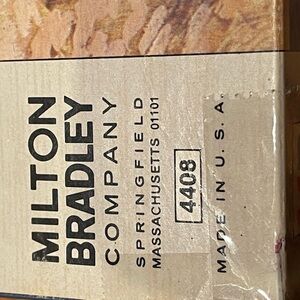 MILTON
BRADLEY
COMPANY
SPRINGFIELD
MASSACHUSETTS 01101
4408
MADE IN U.S.A.